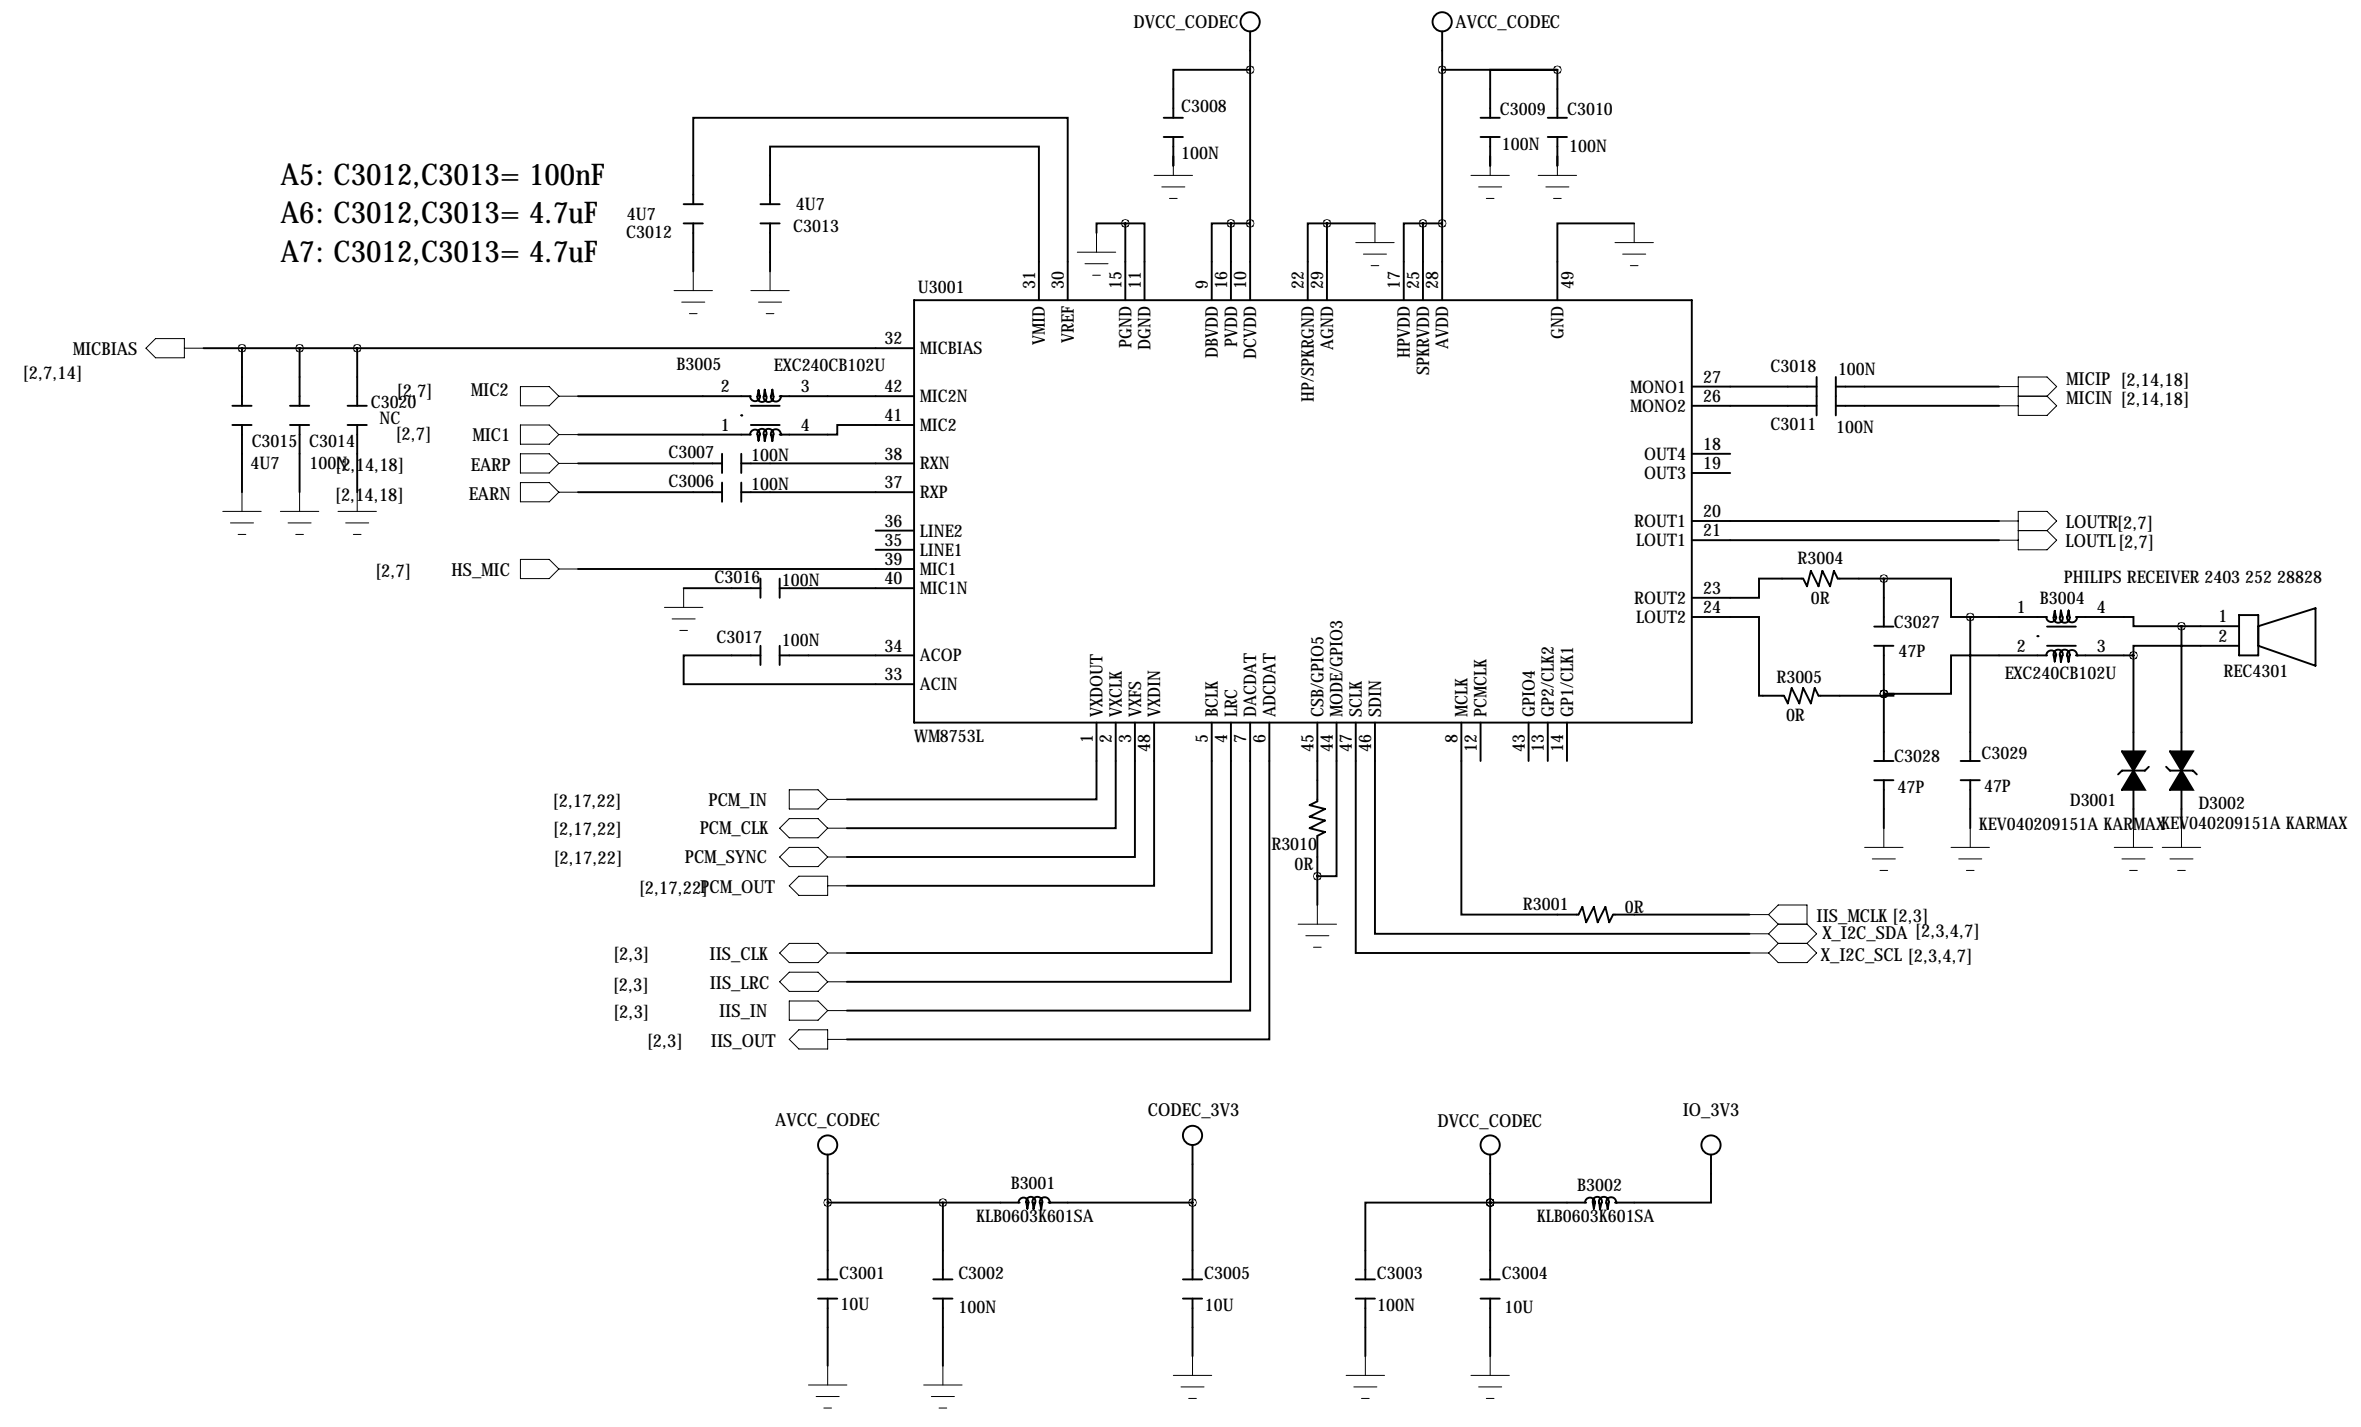 DVCC_CODEC
AVCC_CODEC
C3008
100N
C3009
100N
C3010
100N
A5: C3012,C3013= 100nF
A6: C3012,C3013= 4.7uF
A7: C3012,C3013= 4.7uF
4U7
C3012
4U7
C3013
U3001
31
30
15
11
9
16
10
22
29
17
25
28
49
VMID
VREF
PGND
DGND
DBVDD
PVDD
DCVDD
HP/SPKRGND
AGND
HPVDD
SPKRVDD
AVDD
GND
MICBIAS
[2,7,14]
32
MICBIAS
B3005
EXC240CB102U
[2,7]
MIC2
2
3
42
MIC2N
[2,7]
MIC1
1
4
41
MIC2
C3015
4U7
C3014
100N
C3020
NC
[2,14,18]
EARP
C3007
100N
38
RXN
[2,14,18]
EARN
C3006
100N
37
RXP
36
LINE2
35
LINE1
[2,7]
HS_MIC
39
MIC1
C3016
100N
40
MIC1N
C3017
100N
34
ACOP
33
ACIN
MONO1
27
C3018
100N
MICIP
[2,14,18]
MONO2
26
C3011
100N
MICIN
[2,14,18]
OUT4
18
OUT3
19
ROUT1
20
LOUTR[2,7]
LOUT1
21
LOUTL[2,7]
ROUT2
23
LOUT2
24
R3004
0R
R3005
0R
C3027
47P
C3028
47P
C3029
47P
PHILIPS RECEIVER 2403 252 28828
B3004
1
4
2
3
EXC240CB102U
1
2
REC4301
D3001
KEV040209151A KARMAX
D3002
KEV040209151A KARMAX
VXDOUT
VXCLK
VXFS
VXDIN
BCLK
LRC
DACDAT
ADCDAT
CSB/GPIO5
MODE/GPIO3
SCLK
SDIN
MCLK
PCMCLK
GPIO4
GP2/CLK2
GP1/CLK1
WM8753L
1
2
3
48
5
4
7
6
45
44
47
46
8
12
43
13
14
[2,17,22]
PCM_IN
[2,17,22]
PCM_CLK
[2,17,22]
PCM_SYNC
[2,17,22]
PCM_OUT
R3010
0R
R3001
0R
IIS_MCLK [2,3]
X_I2C_SDA [2,3,4,7]
X_I2C_SCL [2,3,4,7]
[2,3]
IIS_CLK
[2,3]
IIS_LRC
[2,3]
IIS_IN
[2,3]
IIS_OUT
AVCC_CODEC
CODEC_3V3
DVCC_CODEC
IO_3V3
B3001
KLB0603K601SA
B3002
KLB0603K601SA
C3001
10U
C3002
100N
C3005
10U
C3003
100N
C3004
10U